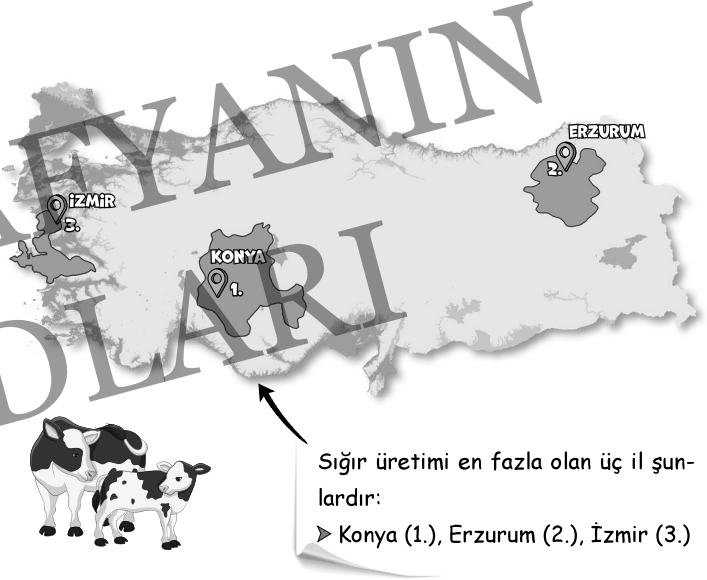 AFYANIN
DLARI
ERZURUM
2.
İZMİR
3.
KONYA
1.
Sığır üretimi en fazla olan üç il şun-
lardır:
➢ Konya (1.), Erzurum (2.), İzmir (3.)